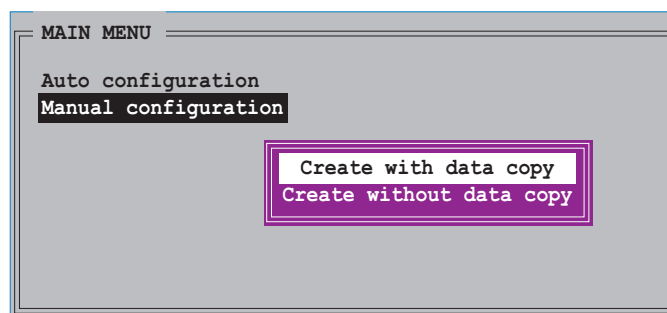 MAIN MENU
Auto configuration
Manual configuration
Create with data copy
Create without data copy